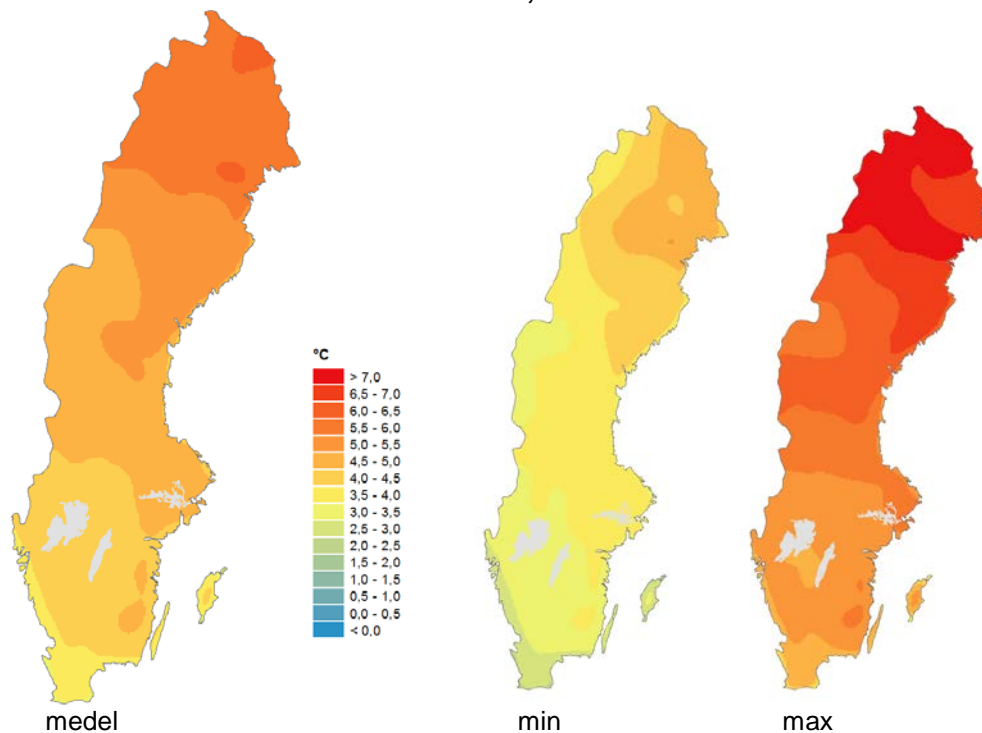 °C
> 7,0
6,5 - 7,0
6,0 - 6,5
5,5 - 6,0
5,0 - 5,5
4,5 - 5,0
4,0 - 4,5
3,5 - 4,0
3,0 - 3,5
2,5 - 3,0
2,0 - 2,5
1,5 - 2,0
1,0 - 1,5
0,5 - 1,0
0,0 - 0,5
< 0,0
medel min max